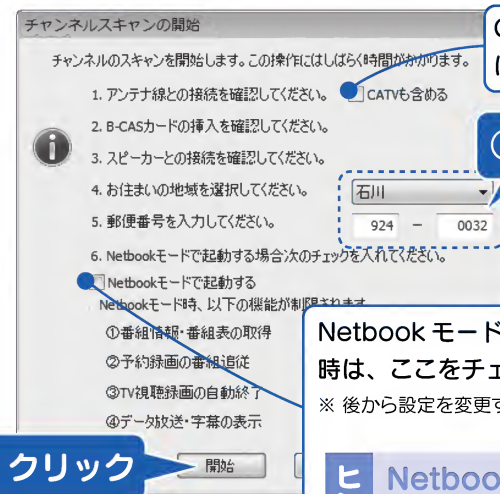 チャンネルスキャンの開始
チャンネルのスキャンを開始します。この操作にはしばらく時間がかかります。
1. アンテナ線との接続を確認してください。
CATVも含める
2. B-CASカードの挿入を確認してください。
3. スピーカーとの接続を確認してください。
4. お住まいの地域を選択してください。
石川
5. 郵便番号を入力してください。
924 − 0032
6. Netbookモードで起動する場合次のチェックを入れてください。
Netbookモードで起動する
Netbookモード時、以下の機能が制限されます
①番組情報・番組表の取得
②予約録画の番組追従
③TV視聴録画の自動終了
④データ放送・字幕の表示
Netbook モード
時は、ここをチェ
※ 後から設定を変更す
クリック
開始
ヒ Netboo